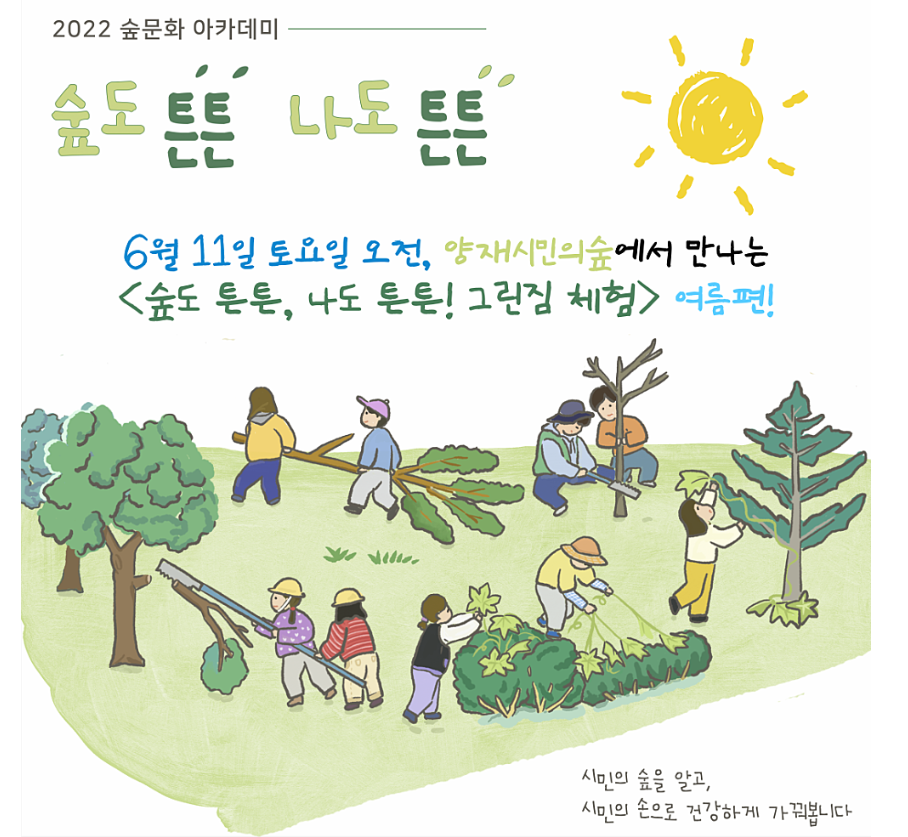 2022 숲문화 아카데미
숲도 튼튼 나도 튼튼
6월 11일 토요일 오전, 양재시민의숲에서 만나는
<숲도 튼튼, 나도 튼튼! 그린짐 체험> 여름편!
시민의 숲을 알고,
시민의 손으로 건강하게 가꿔봅니다